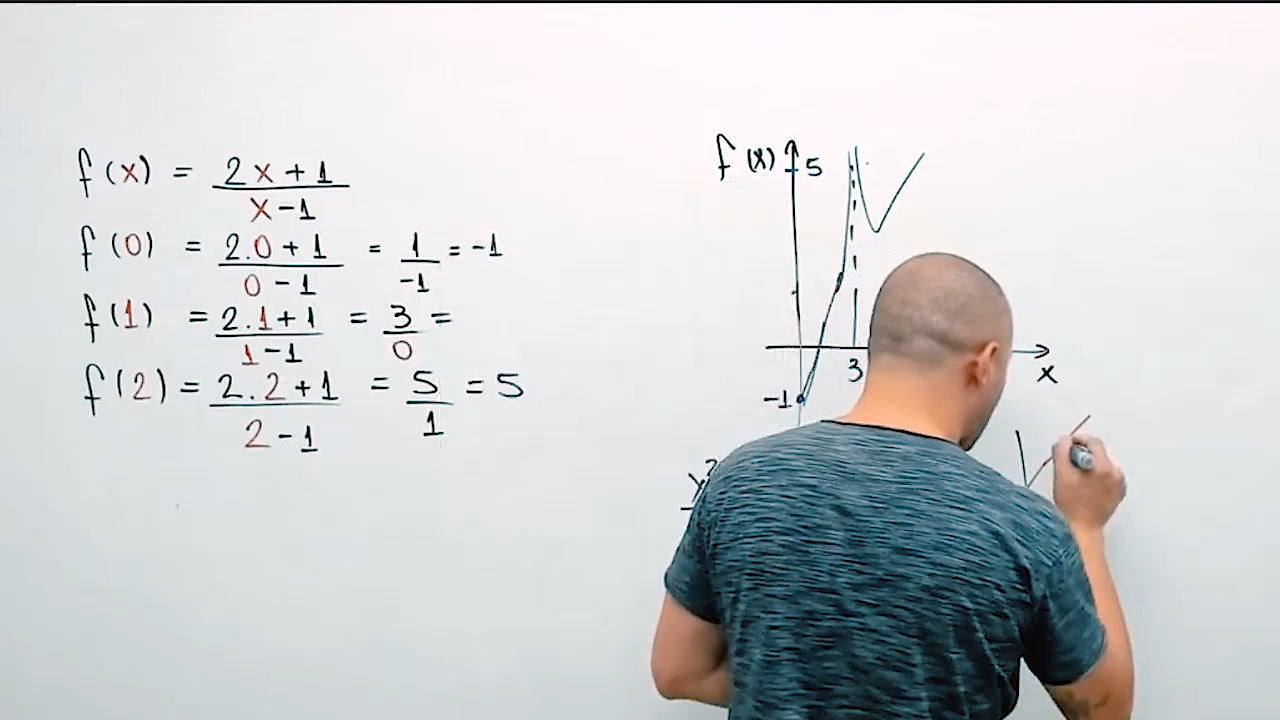 f(x) = (2x+1)/(x-1)
f(0) = (2.0+1)/(0-1) = 1/-1 = -1
f(1) = (2.1+1)/(1-1) = 3/0 =
f(2) = (2.2+1)/(2-1) = 5/1 = 5
f(x) 5
3
x
-1